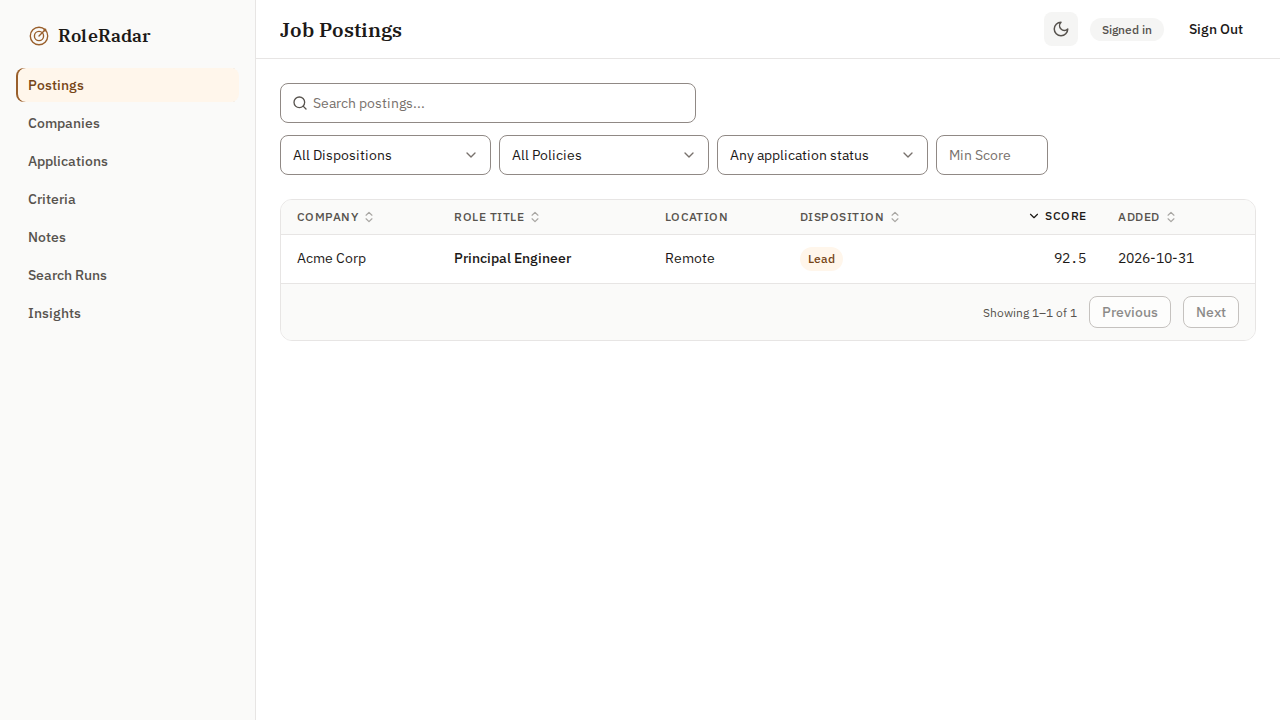 RoleRadar
Postings
Companies
Applications
Criteria
Notes
Search Runs
Insights
Job Postings
Signed in
Sign Out
Search postings...
All Dispositions
All Policies
Any application status
Min Score
COMPANY ROLE TITLE LOCATION DISPOSITION SCORE ADDED
Acme Corp Principal Engineer Remote Lead 92.5 2026-10-31
Showing 1–1 of 1 Previous Next